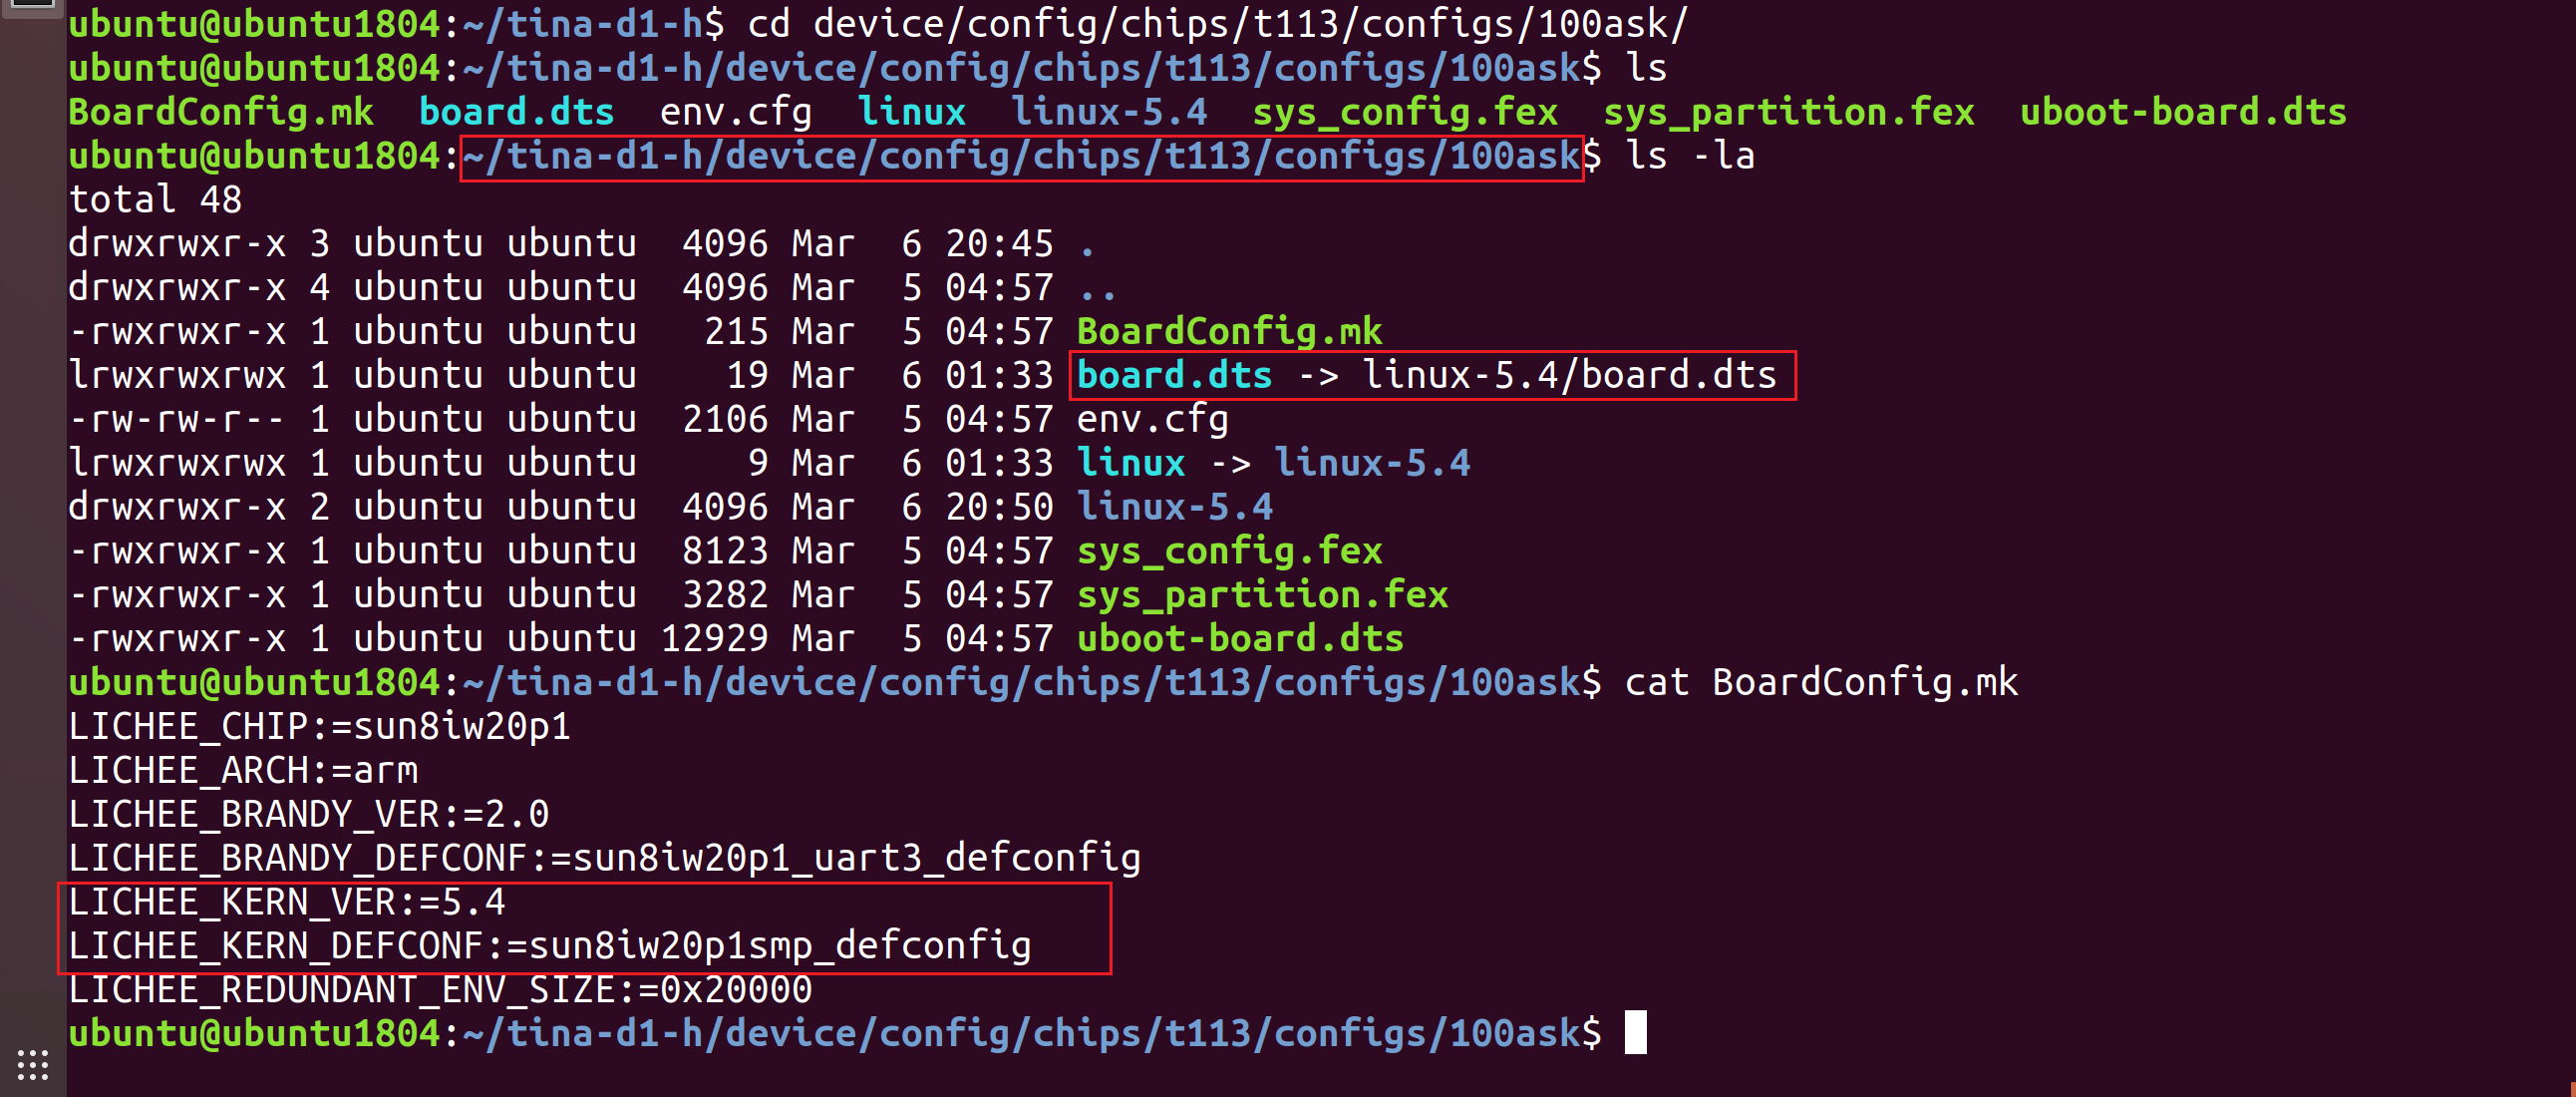 ubuntu@ubuntu1804:~/tina-d1-h$ cd device/config/chips/t113/configs/100ask/
ubuntu@ubuntu1804:~/tina-d1-h/device/config/chips/t113/configs/100ask$ ls
BoardConfig.mk  board.dts  env.cfg  linux  linux-5.4  sys_config.fex  sys_partition.fex  uboot-board.dts
ubuntu@ubuntu1804:~/tina-d1-h/device/config/chips/t113/configs/100ask$ ls -la
total 48
drwxrwxr-x 3 ubuntu ubuntu  4096 Mar  6 20:45 .
drwxrwxr-x 4 ubuntu ubuntu  4096 Mar  5 04:57 ..
-rwxrwxr-x 1 ubuntu ubuntu   215 Mar  5 04:57 BoardConfig.mk
lrwxrwxrwx 1 ubuntu ubuntu    19 Mar  6 01:33 board.dts -> linux-5.4/board.dts
-rw-rw-r-- 1 ubuntu ubuntu  2106 Mar  5 04:57 env.cfg
lrwxrwxrwx 1 ubuntu ubuntu     9 Mar  6 01:33 linux -> linux-5.4
drwxrwxr-x 2 ubuntu ubuntu  4096 Mar  6 20:50 linux-5.4
-rwxrwxr-x 1 ubuntu ubuntu  8123 Mar  5 04:57 sys_config.fex
-rwxrwxr-x 1 ubuntu ubuntu  3282 Mar  5 04:57 sys_partition.fex
-rwxrwxr-x 1 ubuntu ubuntu 12929 Mar  5 04:57 uboot-board.dts
ubuntu@ubuntu1804:~/tina-d1-h/device/config/chips/t113/configs/100ask$ cat BoardConfig.mk
LICHEE_CHIP:=sun8iw20p1
LICHEE_ARCH:=arm
LICHEE_BRANDY_VER:=2.0
LICHEE_BRANDY_DEFCONF:=sun8iw20p1_uart3_defconfig
LICHEE_KERN_VER:=5.4
LICHEE_KERN_DEFCONF:=sun8iw20p1smp_defconfig
LICHEE_REDUNDANT_ENV_SIZE:=0x20000
ubuntu@ubuntu1804:~/tina-d1-h/device/config/chips/t113/configs/100ask$